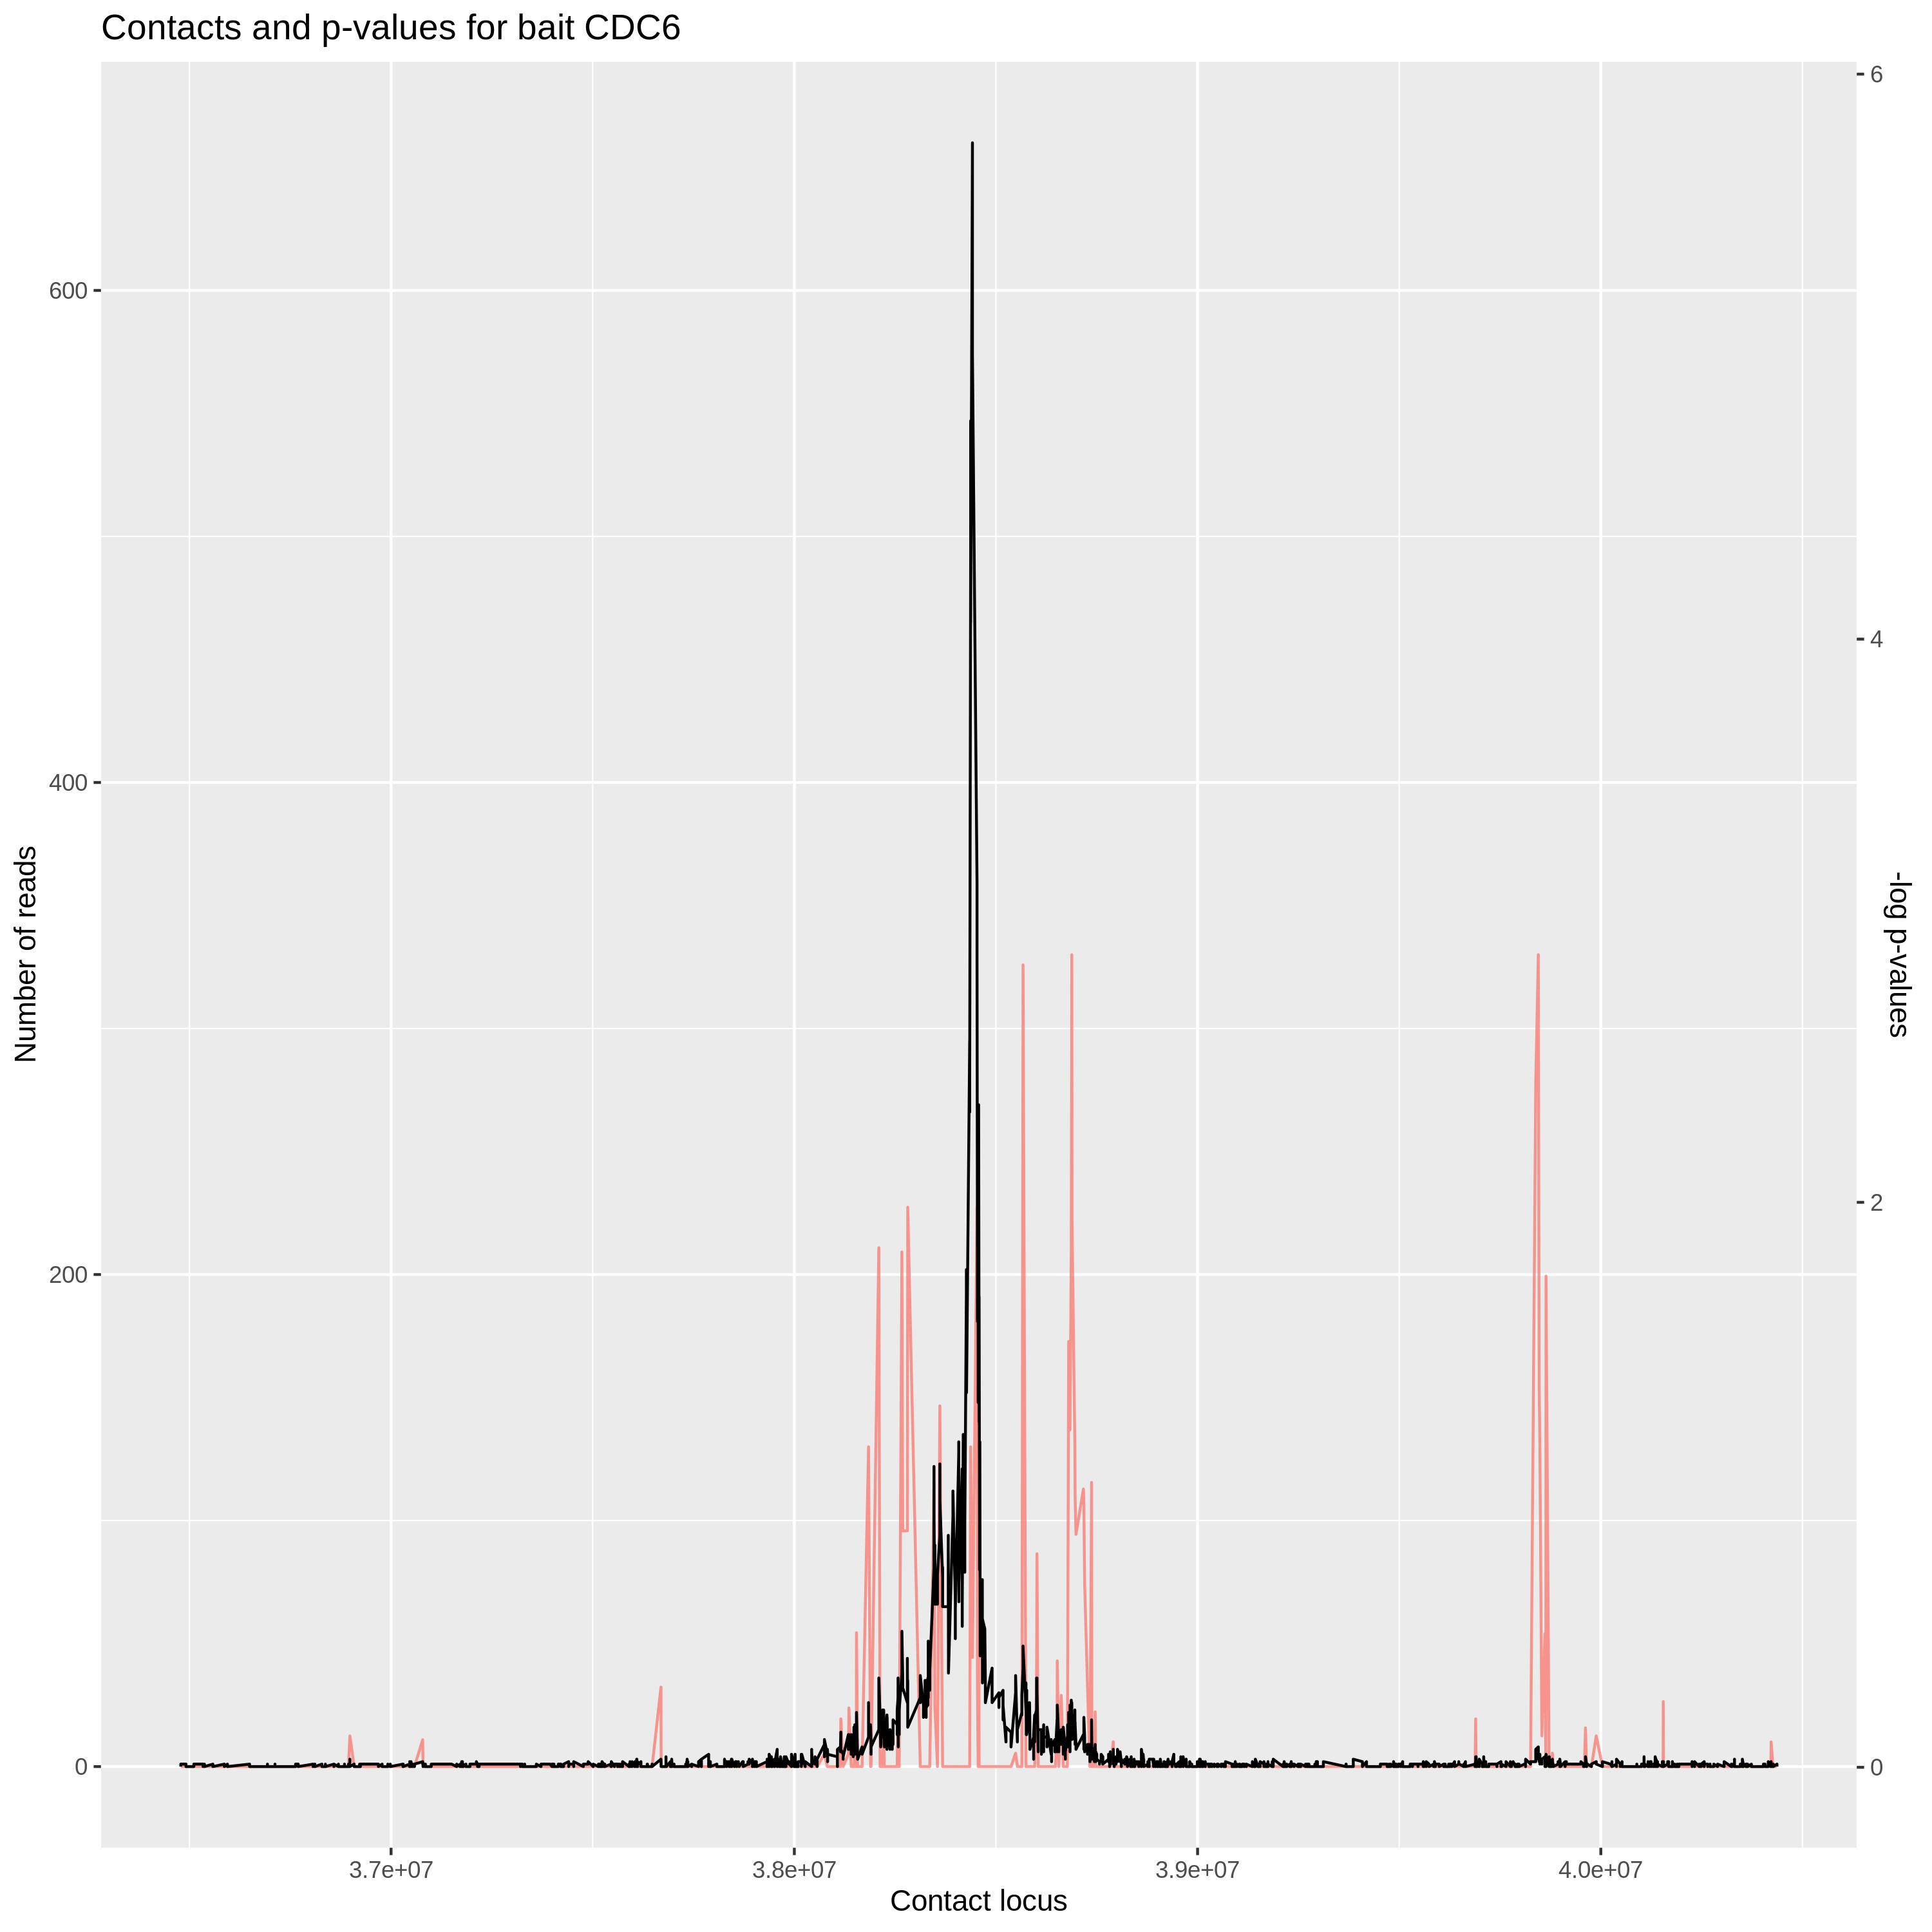 Contacts and p-values for bait CDC6
Number of reads
600
400
200
0
6
4
2
0
-log p-values
3.7e+07 3.8e+07 3.9e+07 4.0e+07
Contact locus